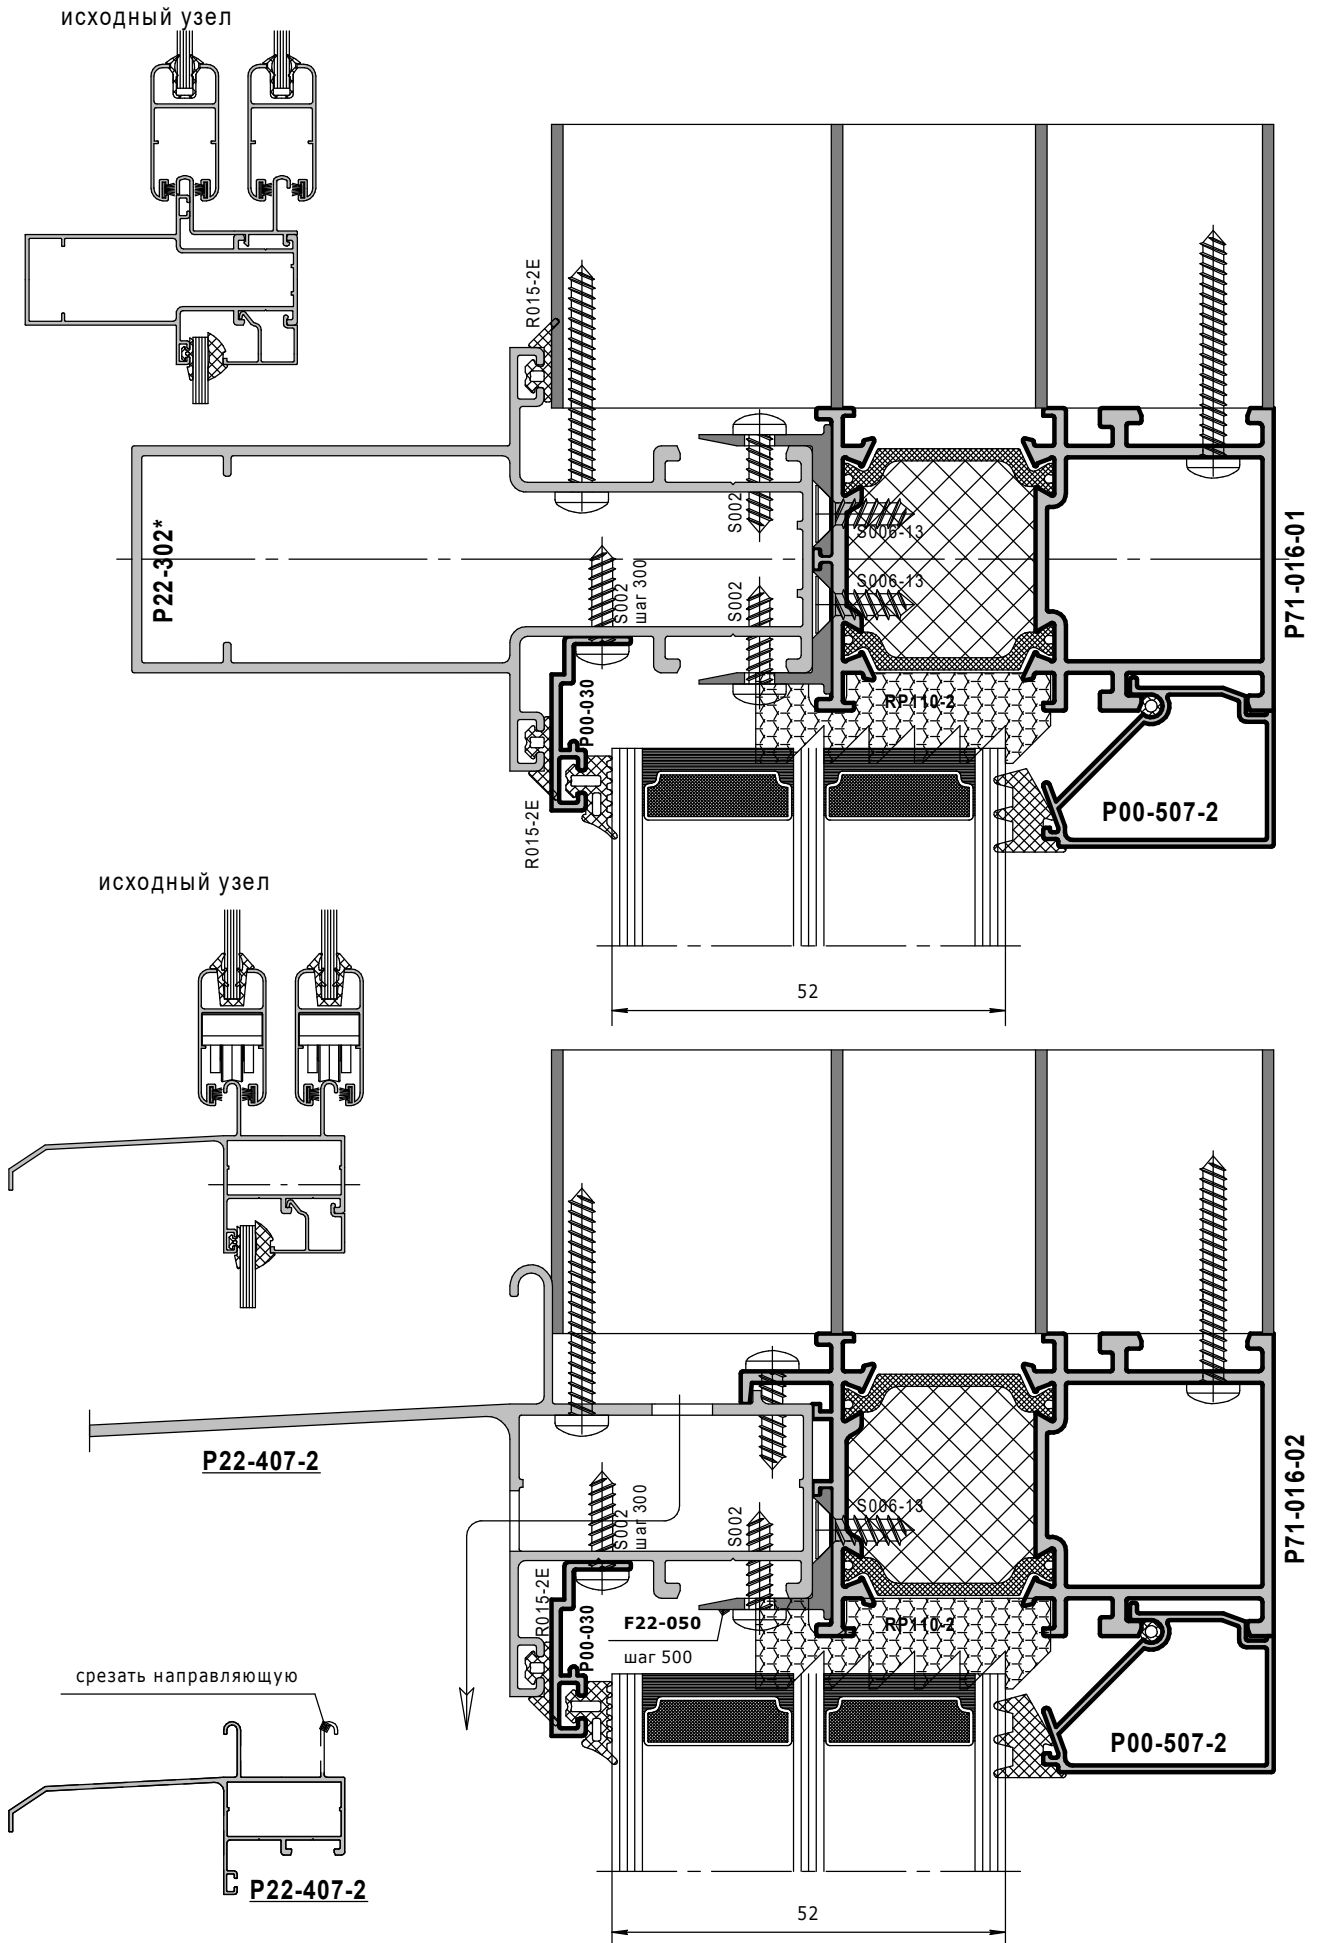 исходный узел
R015-2E
S002
S006-13
P22-302*
S002
шаг 300
S002
S006-13
P71-016-01
P00-030
RP110-2
R015-2E
P00-507-2
исходный узел
52
P22-407-2
S002
шаг 300
S002
S006-13
P71-016-02
R015-2E
P00-030
F22-050
шаг 500
RP110-2
срезать направляющую
P00-507-2
P22-407-2
52